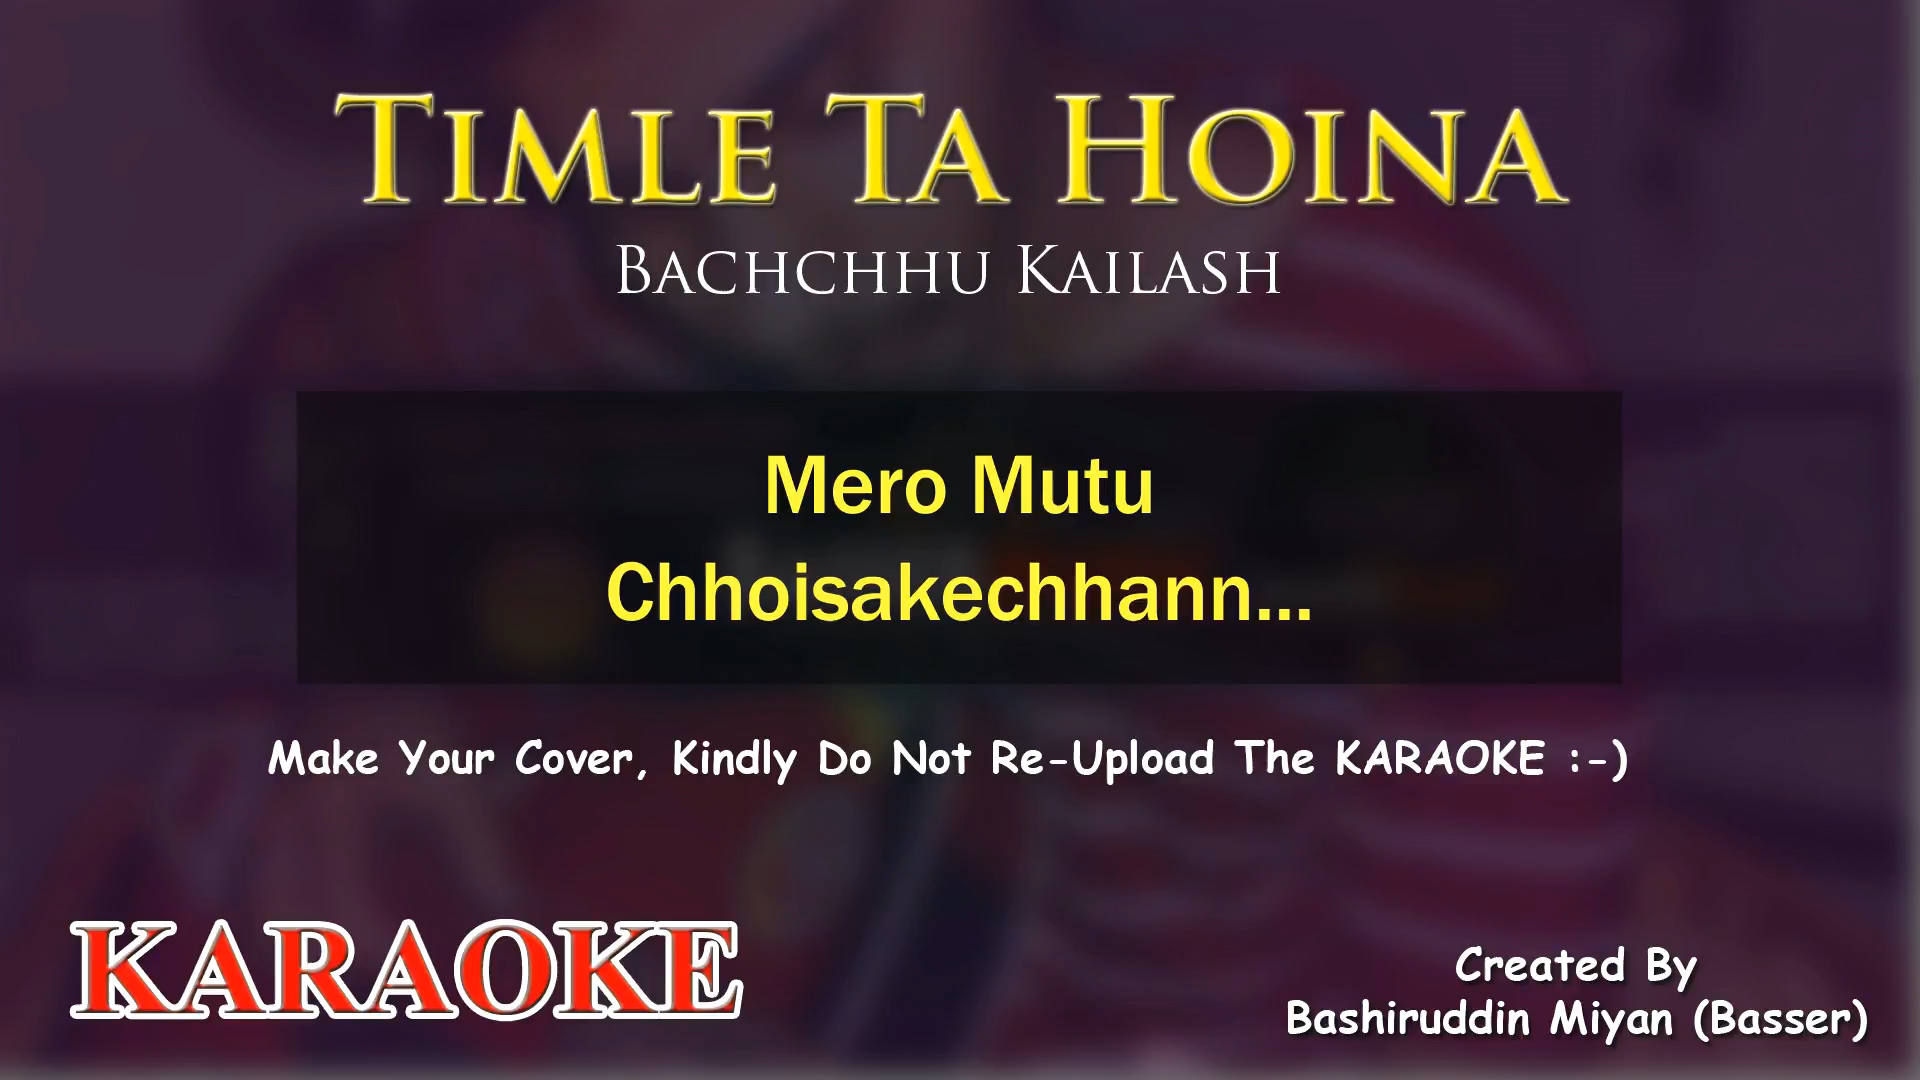 Timle Ta Hoina
Bachchhu Kailash
Mero Mutu
Chhoisakechhann...
Make Your Cover, Kindly Do Not Re-Upload The KARAOKE :-)
KARAOKE
Created By
Bashiruddin Miyan (Basser)